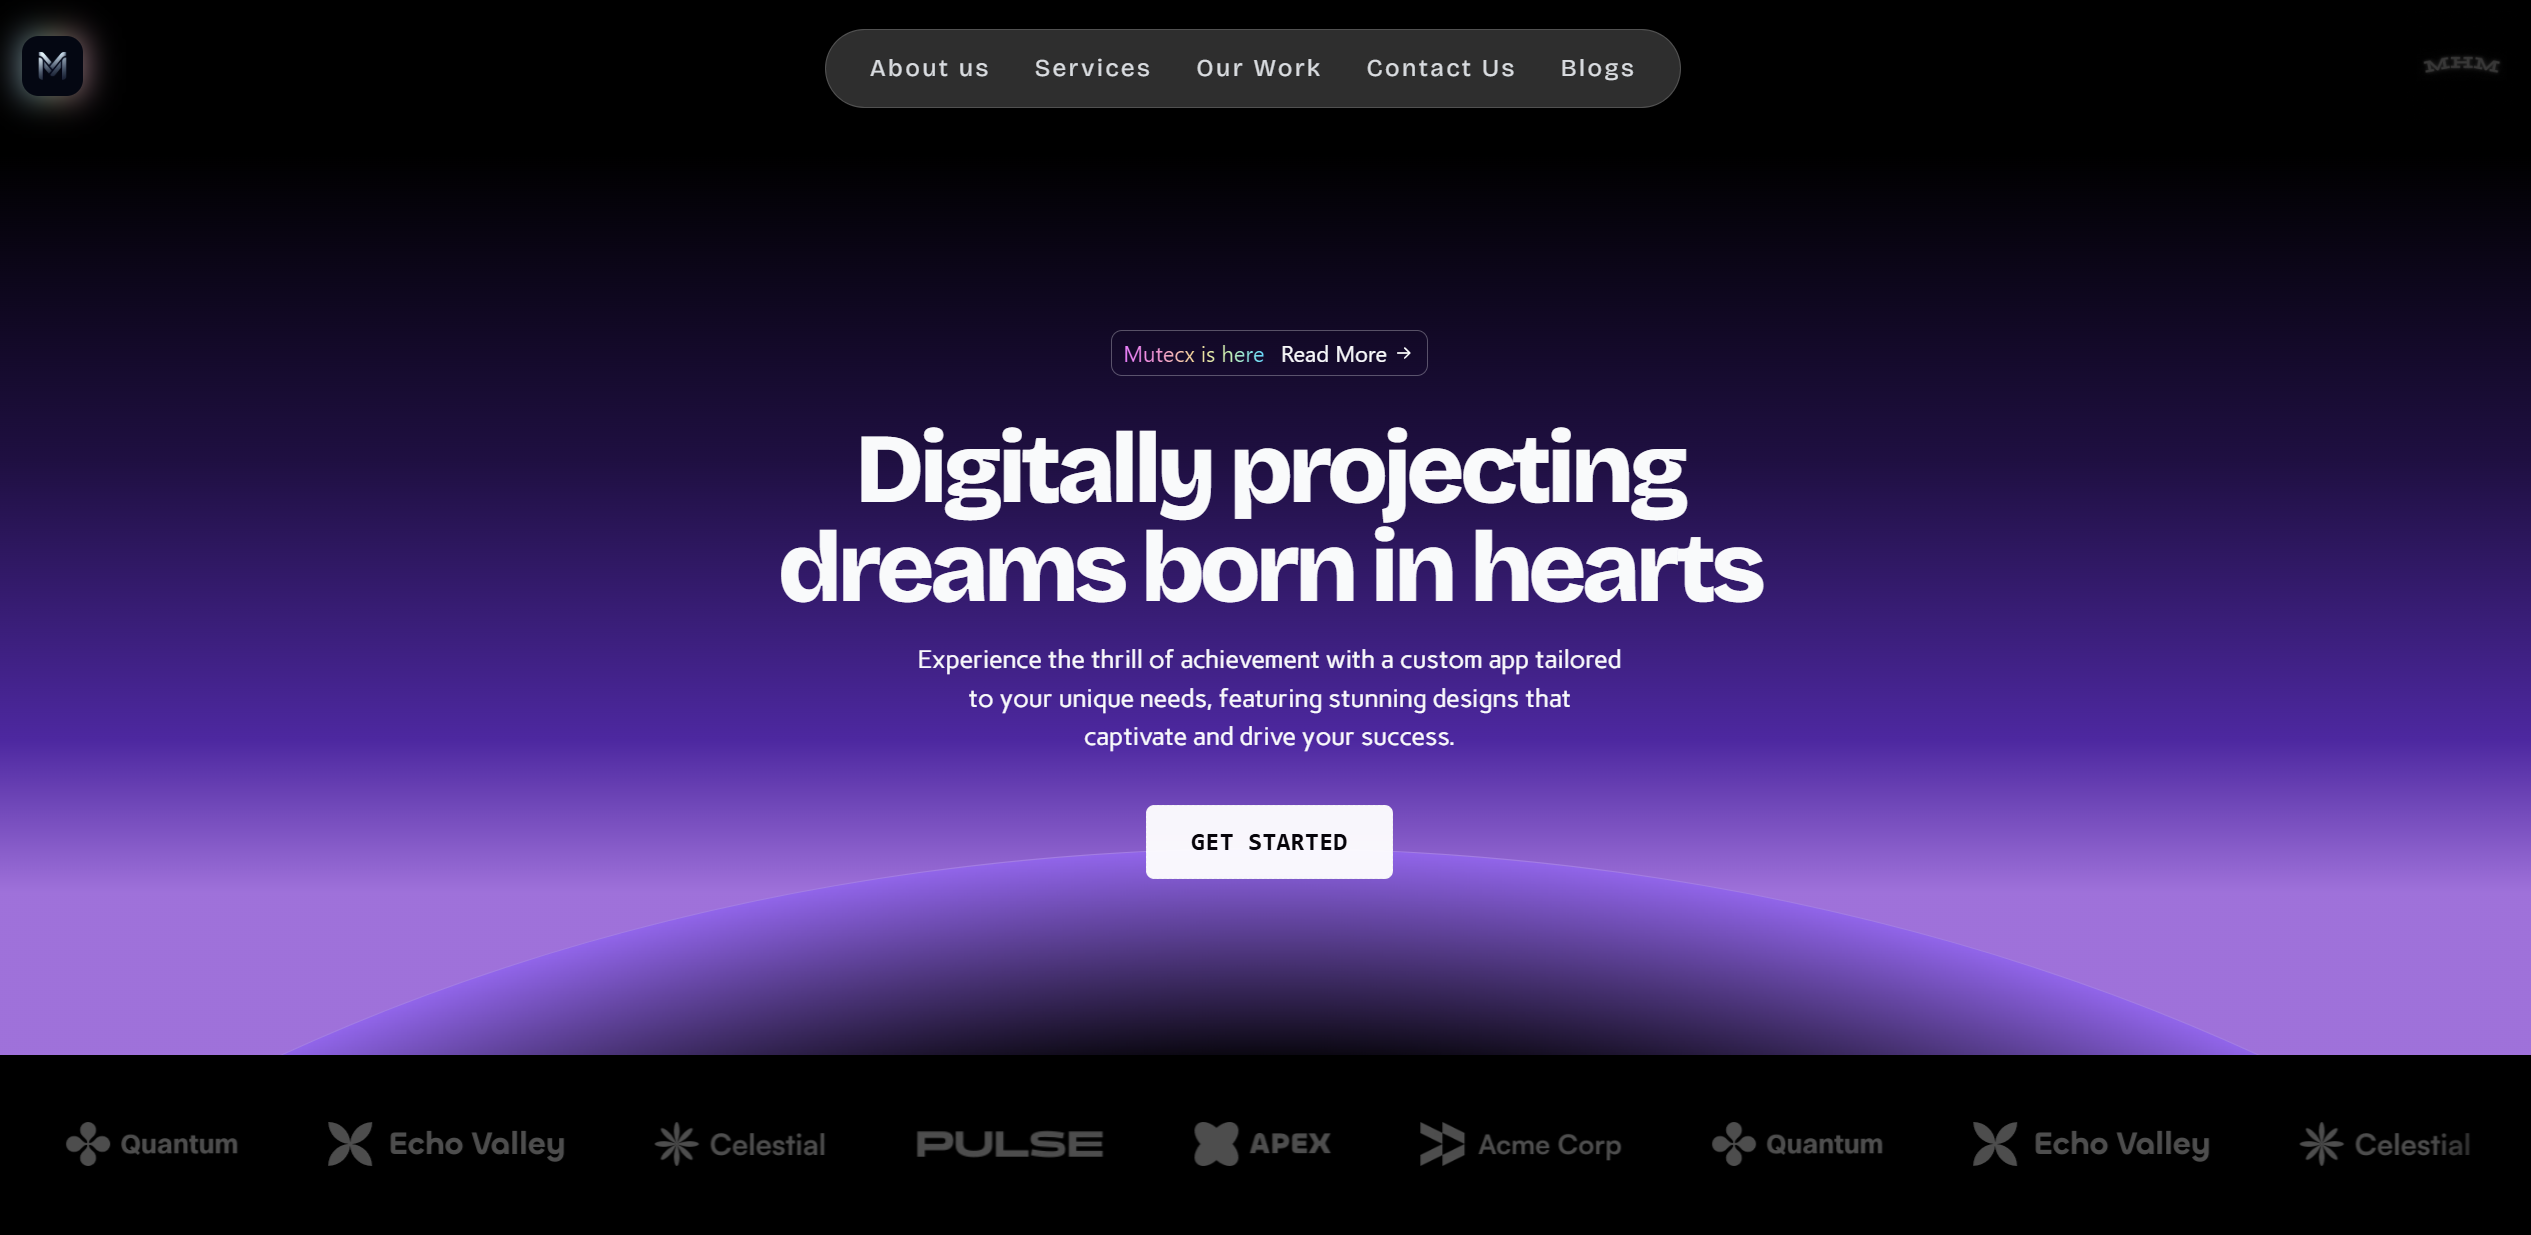 About us
Services
Our Work
Contact Us
Blogs
MHM
Mutecx is here Read More →
Digitally projecting
dreams born in hearts
Experience the thrill of achievement with a custom app tailored
to your unique needs, featuring stunning designs that
captivate and drive your success.
GET STARTED
Quantum
Echo Valley
Celestial
PULSE
APEX
Acme Corp
Quantum
Echo Valley
Celestial